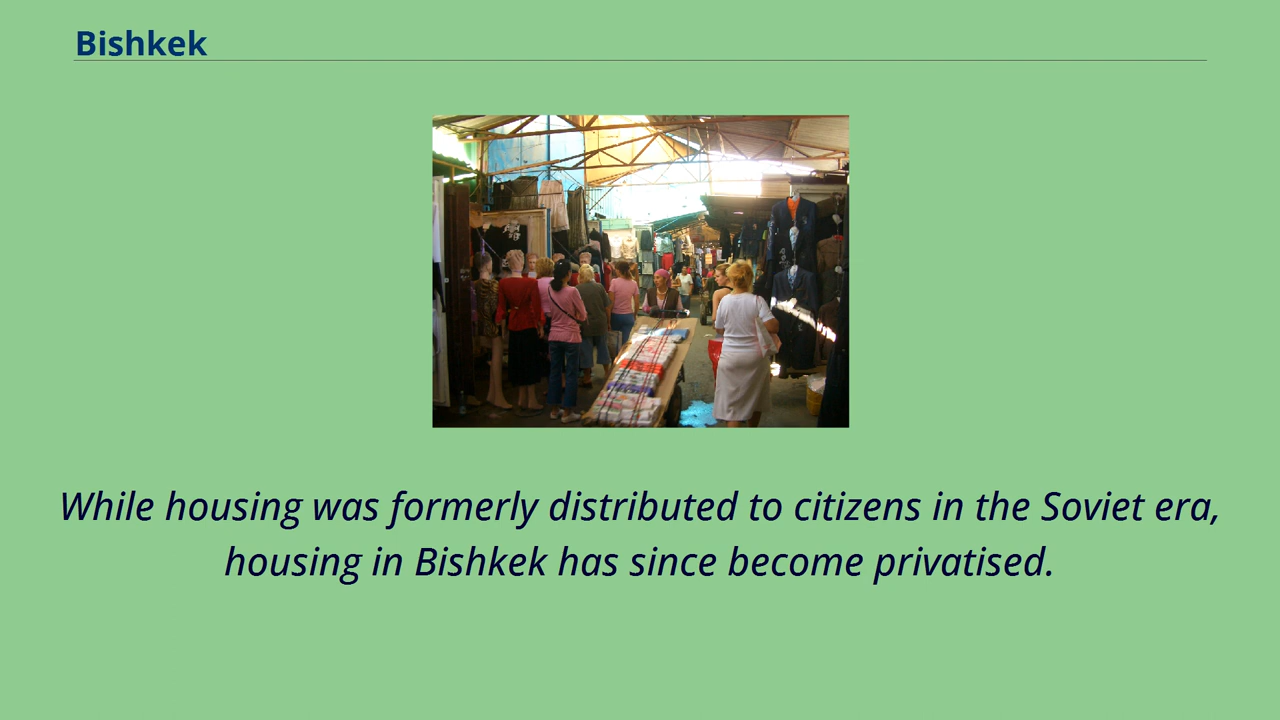 Bishkek
While housing was formerly distributed to citizens in the Soviet era,
housing in Bishkek has since become privatised.